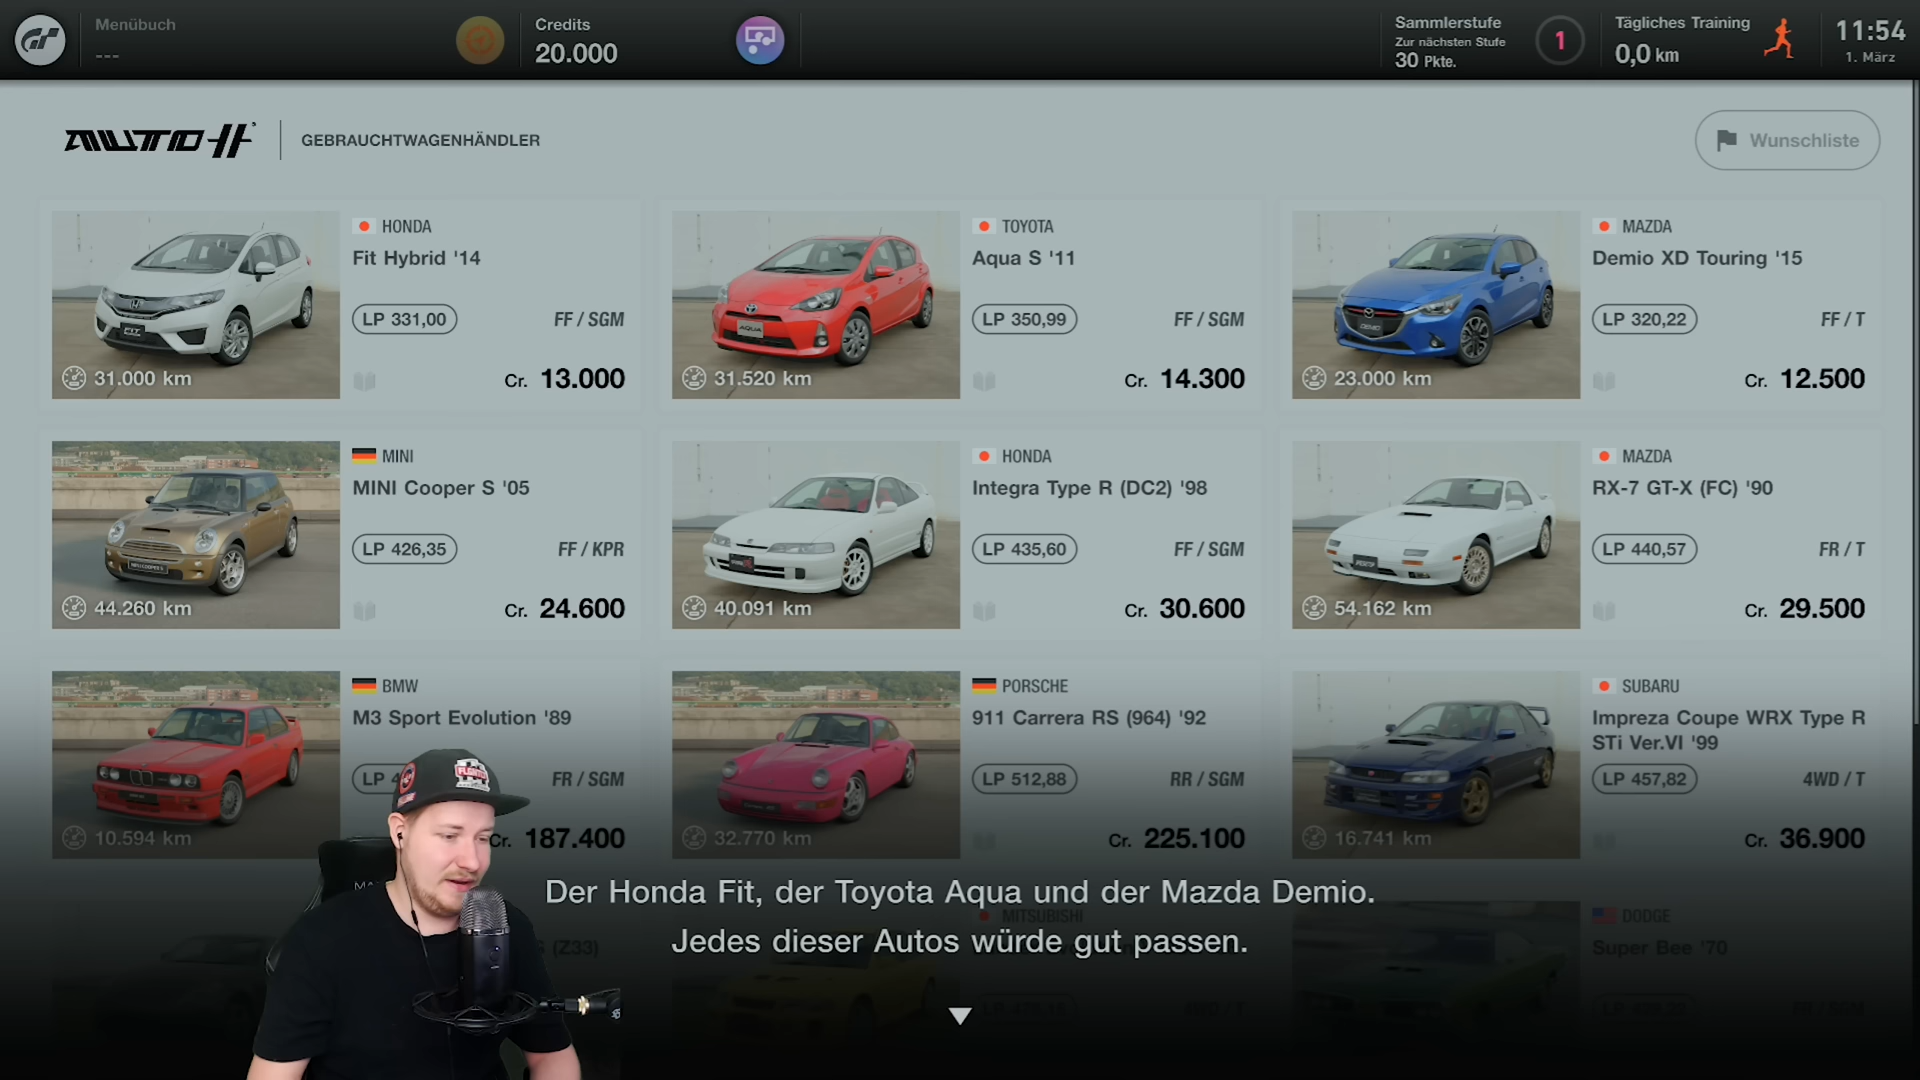 Menübuch
---
Credits
20.000
Sammlerstufe
Zur nächsten Stufe
30 Pkte.
1
Tägliches Training
0,0 km
11:54
1. März
AUTO
GEBRAUCHTWAGENHÄNDLER
Wunschliste
HONDA
Fit Hybrid '14
LP 331,00
FF / SGM
31.000 km
Cr. 13.000
TOYOTA
Aqua S '11
LP 350,99
FF / SGM
31.520 km
Cr. 14.300
MAZDA
Demio XD Touring '15
LP 320,22
FF / T
23.000 km
Cr. 12.500
MINI
MINI Cooper S '05
LP 426,35
FF / KPR
44.260 km
Cr. 24.600
HONDA
Integra Type R (DC2) '98
LP 435,60
FF / SGM
40.091 km
Cr. 30.600
MAZDA
RX-7 GT-X (FC) '90
LP 440,57
FR / T
54.162 km
Cr. 29.500
BMW
M3 Sport Evolution '89
LP 4
FR / SGM
10.594 km
Cr. 187.400
PORSCHE
911 Carrera RS (964) '92
LP 512,88
RR / SGM
32.770 km
Cr. 225.100
SUBARU
Impreza Coupe WRX Type R
STi Ver.VI '99
LP 457,82
4WD / T
16.741 km
Cr. 36.900
(Z33)
MITSUBISHI
DODGE
Super Bee '70
Der Honda Fit, der Toyota Aqua und der Mazda Demio.
Jedes dieser Autos würde gut passen.